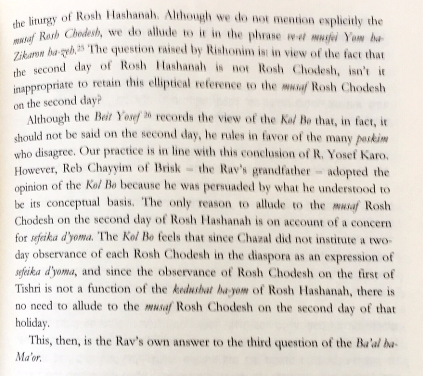 the liturgy of Rosh Hashanah. Although we do not mention explicitly the
musaf Rosh Chodesh, we do allude to it in the phrase ve-et musfei Yom ha-
Zikaron ha-zeh.25 The question raised by Rishonim is: in view of the fact that
the second day of Rosh Hashanah is not Rosh Chodesh, isn't it
inappropriate to retain this elliptical reference to the musaf Rosh Chodesh
on the second day?
Although the Beit Yosef 26 records the view of the Kol Bo that, in fact, it
should not be said on the second day, he rules in favor of the many poskim
who disagree. Our practice is in line with this conclusion of R. Yosef Karo.
However, Reb Chayyim of Brisk – the Rav's grandfather – adopted the
opinion of the Kol Bo because he was persuaded by what he understood to
be its conceptual basis. The only reason to allude to the musaf Rosh
Chodesh on the second day of Rosh Hashanah is on account of a concern
for sefeika d'yoma. The Kol Bo feels that since Chazal did not institute a two-
day observance of each Rosh Chodesh in the diaspora as an expression of
sefeika d'yoma, and since the observance of Rosh Chodesh on the first of
Tishri is not a function of the kedushat ha-yom of Rosh Hashanah, there is
no need to allude to the musaf Rosh Chodesh on the second day of that
holiday.
This, then, is the Rav's own answer to the third question of the Ba'al ha-
Ma'or.